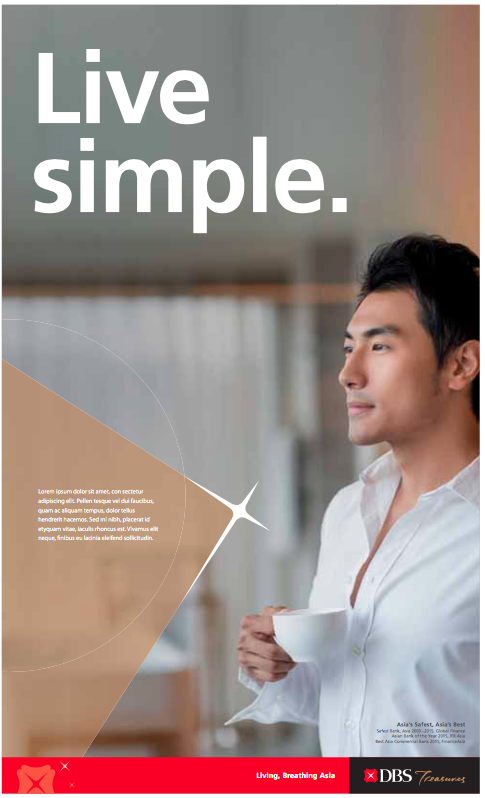 Live
simple.
Lorem ipsum dolor sit amet, con sectetur
adipiscing elit. Pellen tesque vel dui faucibus,
quam ac aliquam tempus, dolor tellus
hendrerit hacemos. Sed mi nibh, placerat id
etyquam vitae, iaculis rhoncus est. Vivamus elit
neque, finibus eu lacinia eleifend sollicitudin.
Asia's Safest, Asia's Best
Safest Bank, Asia 2009–2015, Global Finance
Asian Bank of the Year 2015, IFR Asia
Best Asia Commercial Bank 2015, FinanceAsia
Living, Breathing Asia
DBS Treasures